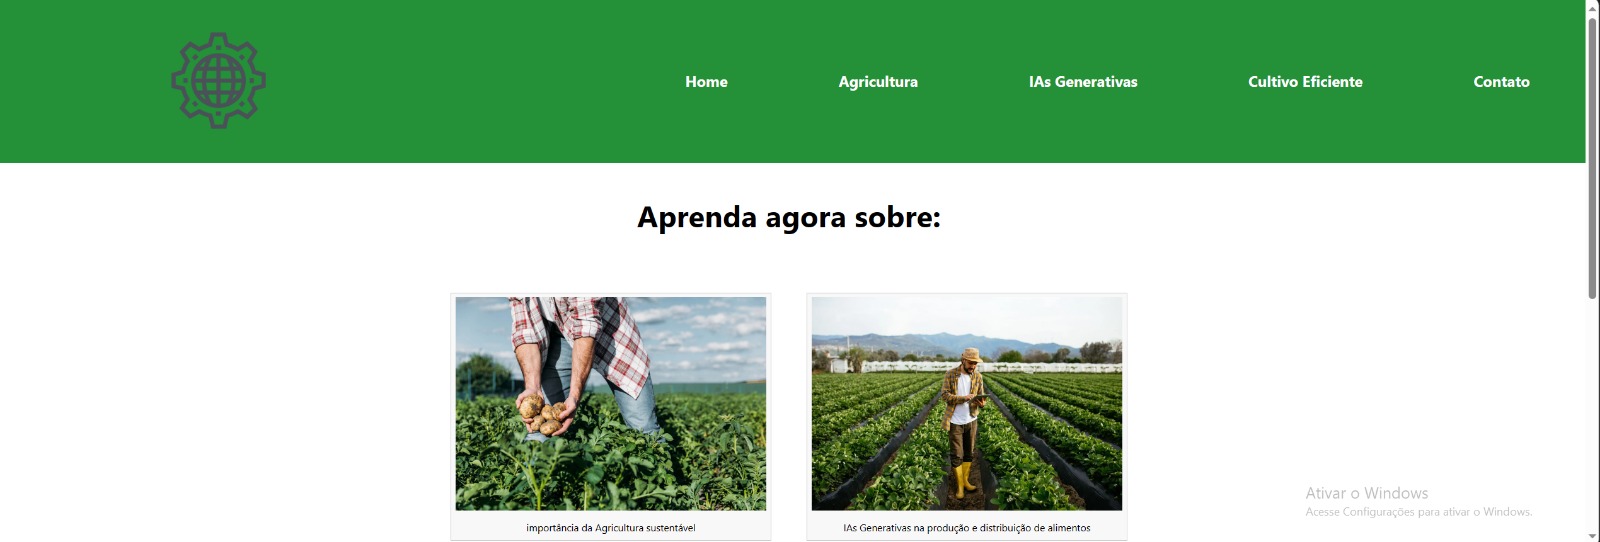 Home Agricultura IAs Generativas Cultivo Eficiente Contato
Aprenda agora sobre:
importância da Agricultura sustentável
IAs Generativas na produção e distribuição de alimentos
Ativar o Windows
Acesse Configurações para ativar o Windows.